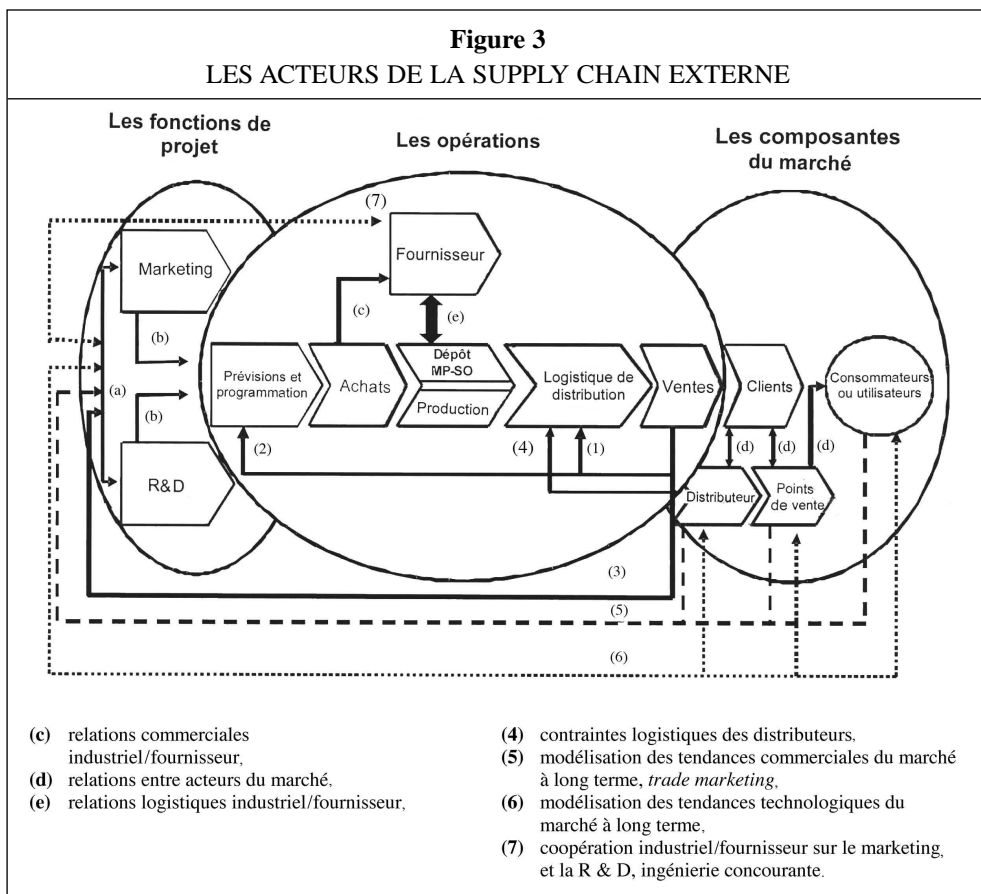 Figure 3
LES ACTEURS DE LA SUPPLY CHAIN EXTERNE
Les fonctions de
projet
Les opérations
Les composantes
du marché
(7)
Fournisseur
Marketing
(c)
(e)
(b)
(a)
(b)
Prévisions et
programmation
Achats
Dépôt
MP-SO
Production
Logistique de
distribution
Ventes
Clients
Consommateurs
ou utilisateurs
(2)
(4)
(1)
(d)
(d)
(d)
R&D
Distributeur
Points
de vente
(3)
(5)
(6)
(c) relations commerciales
industriel/fournisseur,
(d) relations entre acteurs du marché,
(e) relations logistiques industriel/fournisseur,
(4) contraintes logistiques des distributeurs,
(5) modélisation des tendances commerciales du marché
à long terme, trade marketing,
(6) modélisation des tendances technologiques du
marché à long terme,
(7) coopération industriel/fournisseur sur le marketing,
et la R & D, ingénierie concourante.